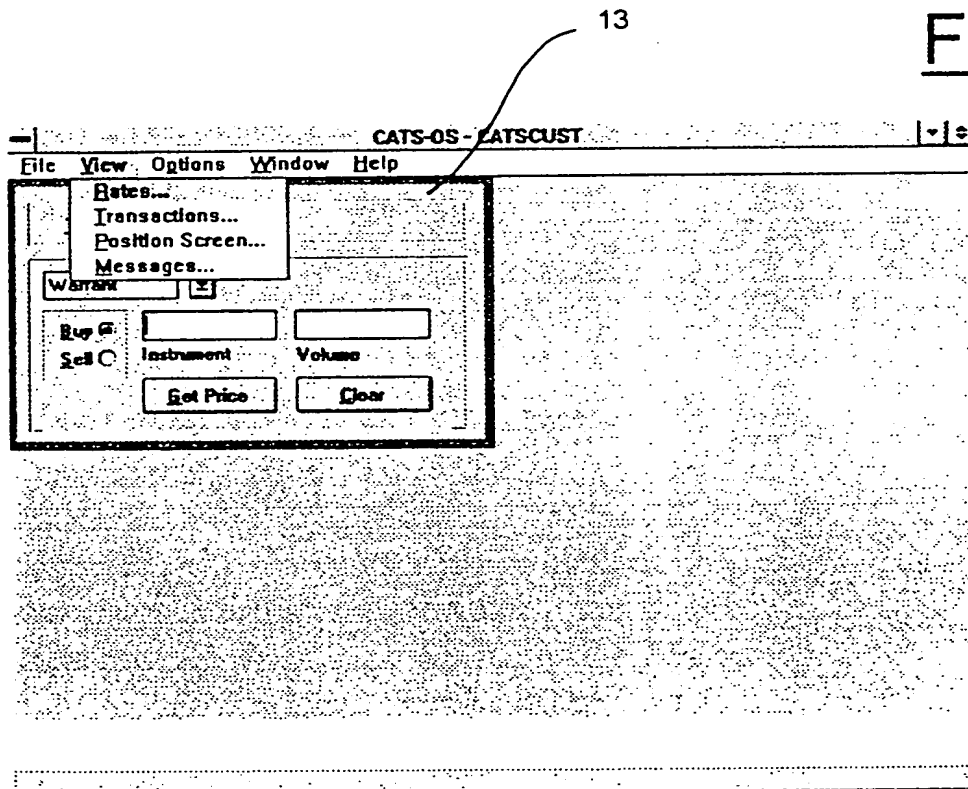 13
F
CATS-OS - CATSCUST
File View Options Window Help
Rates...
Transactions...
Position Screen...
Messages...
Warrant
Buy
Sell
Instrument Volume
Get Price Clear